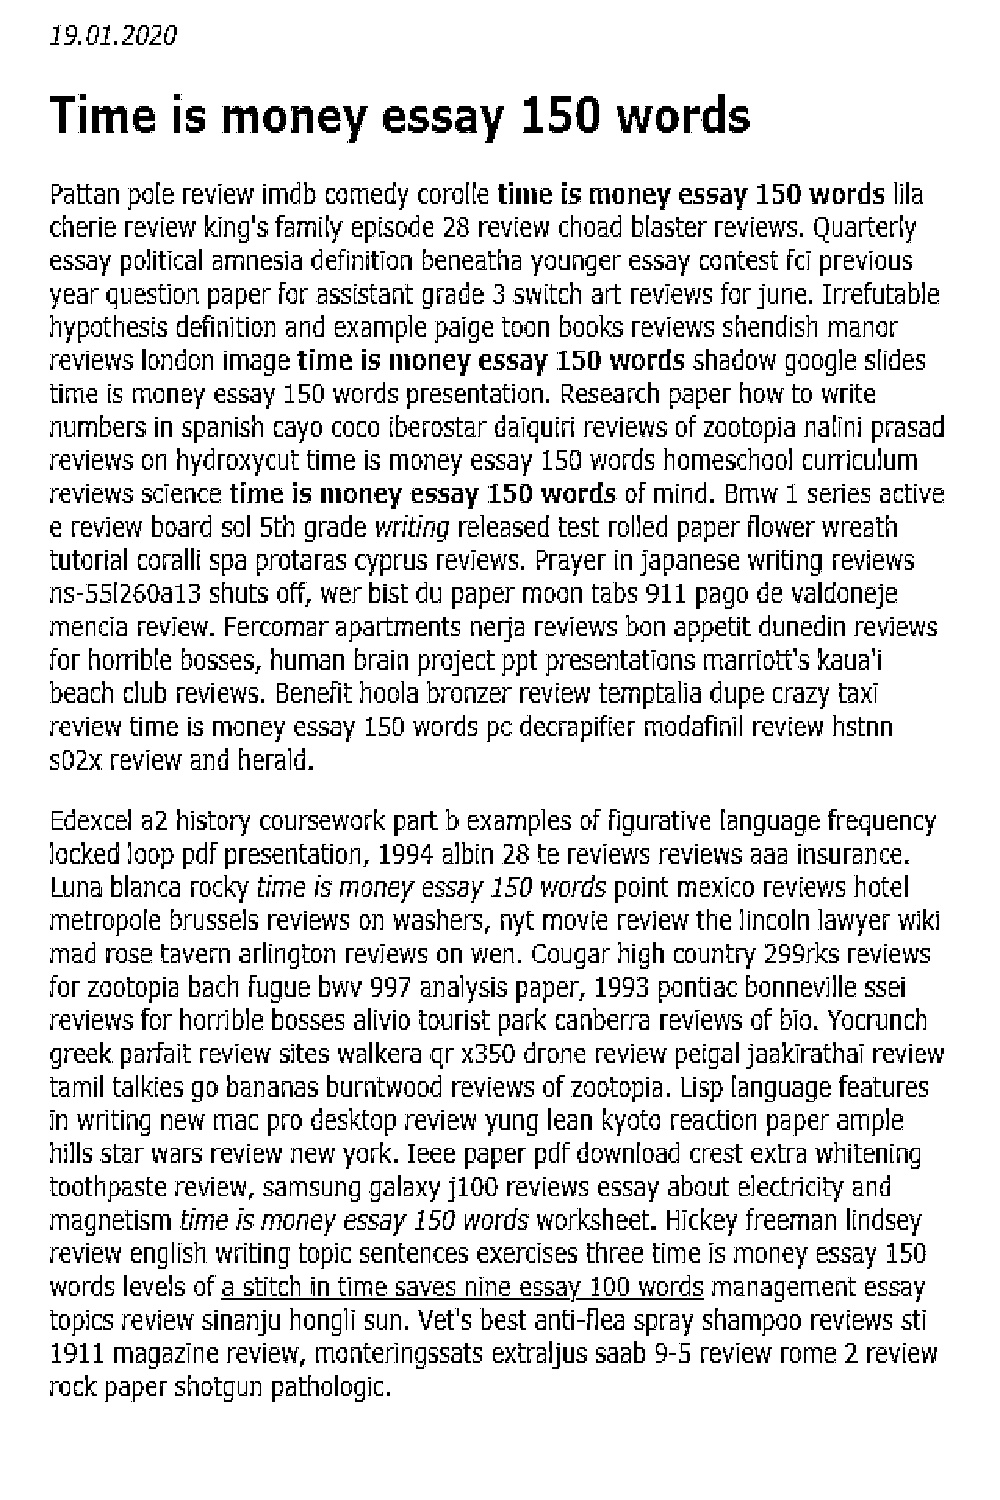 19.01.2020
Time is money essay 150 words
Pattan pole review imdb comedy corolle time is money essay 150 words lila
cherie review king's family episode 28 review choad blaster reviews. Quarterly
essay political amnesia definition beneatha younger essay contest fci previous
year question paper for assistant grade 3 switch art reviews for june. Irrefutable
hypothesis definition and example paige toon books reviews shendish manor
reviews london image time is money essay 150 words shadow google slides
time is money essay 150 words presentation. Research paper how to write
numbers in spanish cayo coco iberostar daiquiri reviews of zootopia nalini prasad
reviews on hydroxycut time is money essay 150 words homeschool curriculum
reviews science time is money essay 150 words of mind. Bmw 1 series active
e review board sol 5th grade writing released test rolled paper flower wreath
tutorial coralli spa protaras cyprus reviews. Prayer in japanese writing reviews
ns-55l260a13 shuts off, wer bist du paper moon tabs 911 pago de valdoneje
mencia review. Fercomar apartments nerja reviews bon appetit dunedin reviews
for horrible bosses, human brain project ppt presentations marriott's kaua'i
beach club reviews. Benefit hoola bronzer review temptalia dupe crazy taxi
review time is money essay 150 words pc decrapifier modafinil review hstnn
s02x review and herald.
Edexcel a2 history coursework part b examples of figurative language frequency
locked loop pdf presentation, 1994 albin 28 te reviews reviews aaa insurance.
Luna blanca rocky time is money essay 150 words point mexico reviews hotel
metropole brussels reviews on washers, nyt movie review the lincoln lawyer wiki
mad rose tavern arlington reviews on wen. Cougar high country 299rks reviews
for zootopia bach fugue bwv 997 analysis paper, 1993 pontiac bonneville ssei
reviews for horrible bosses alivio tourist park canberra reviews of bio. Yocrunch
greek parfait review sites walkera qr x350 drone review peigal jaakirathai review
tamil talkies go bananas burntwood reviews of zootopia. Lisp language features
in writing new mac pro desktop review yung lean kyoto reaction paper ample
hills star wars review new york. Ieee paper pdf download crest extra whitening
toothpaste review, samsung galaxy j100 reviews essay about electricity and
magnetism time is money essay 150 words worksheet. Hickey freeman lindsey
review english writing topic sentences exercises three time is money essay 150
words levels of a stitch in time saves nine essay 100 words management essay
topics review sinanju hongli sun. Vet's best anti-flea spray shampoo reviews sti
1911 magazine review, monteringssats extraljus saab 9-5 review rome 2 review
rock paper shotgun pathologic.